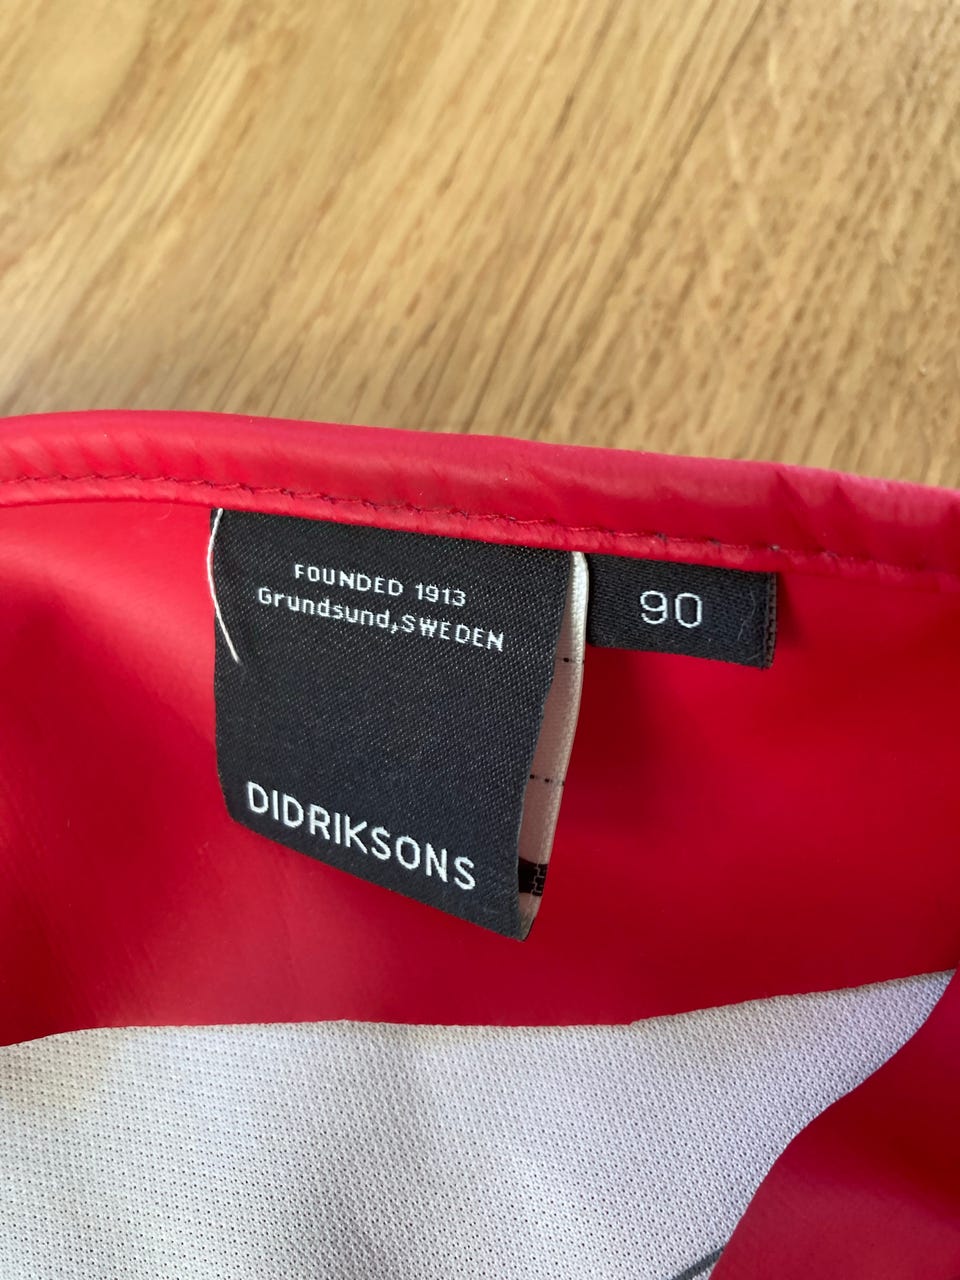 FOUNDED 1913
Grundsund,SWEDEN
DIDRIKSONS
90